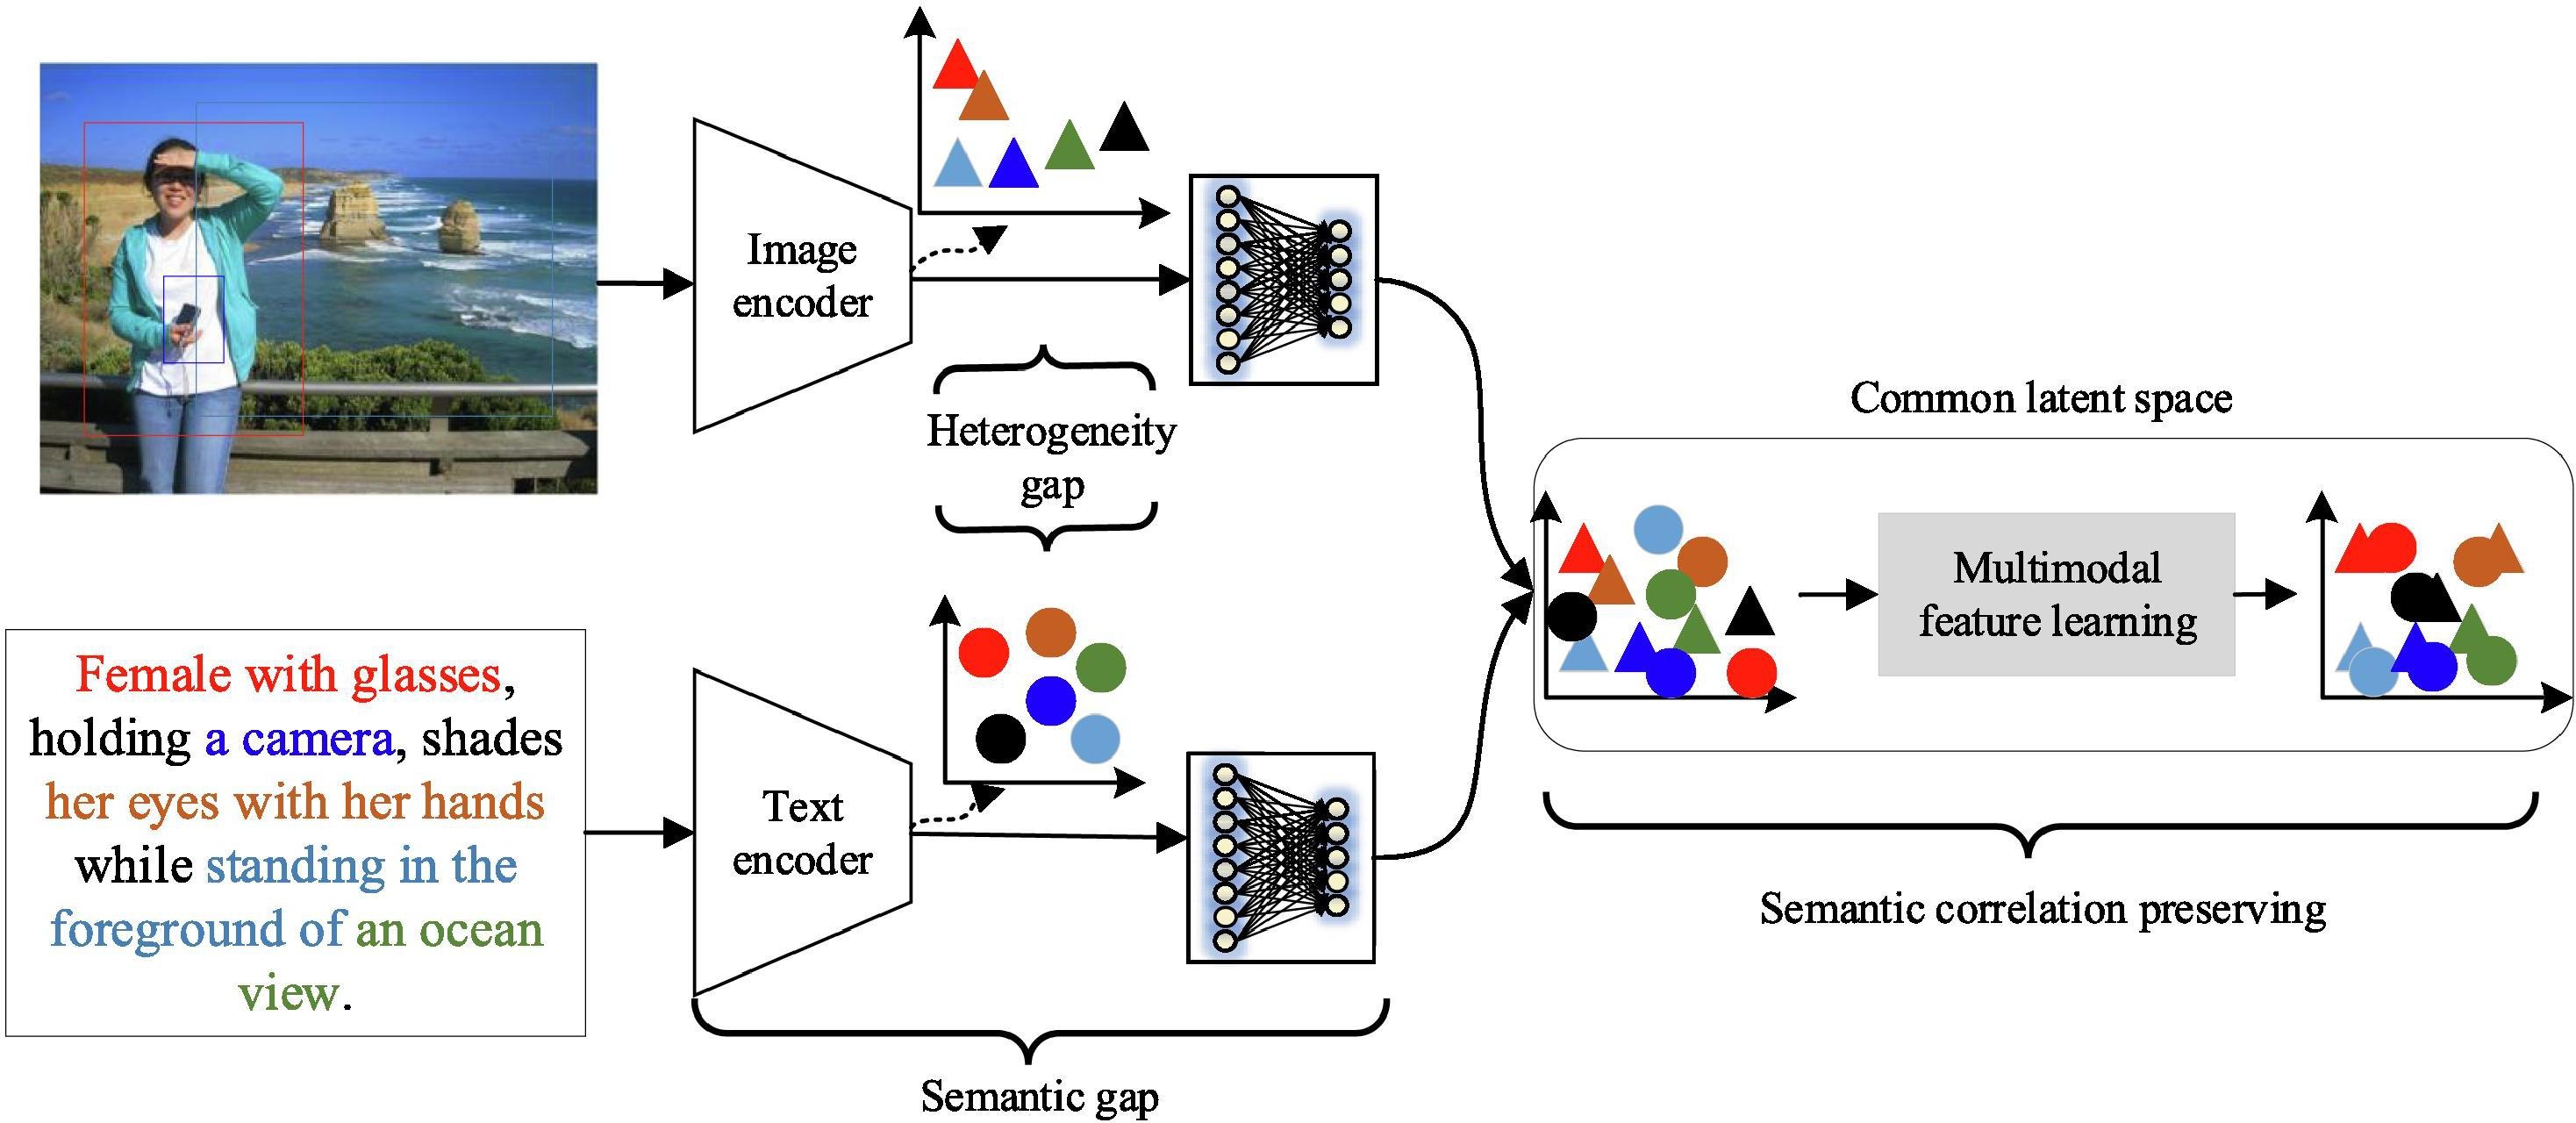 Image
encoder
Heterogeneity
gap
Female with glasses,
holding a camera, shades
her eyes with her hands
while standing in the
foreground of an ocean
view.
Text
encoder
Semantic gap
Common latent space
Multimodal
feature learning
Semantic correlation preserving